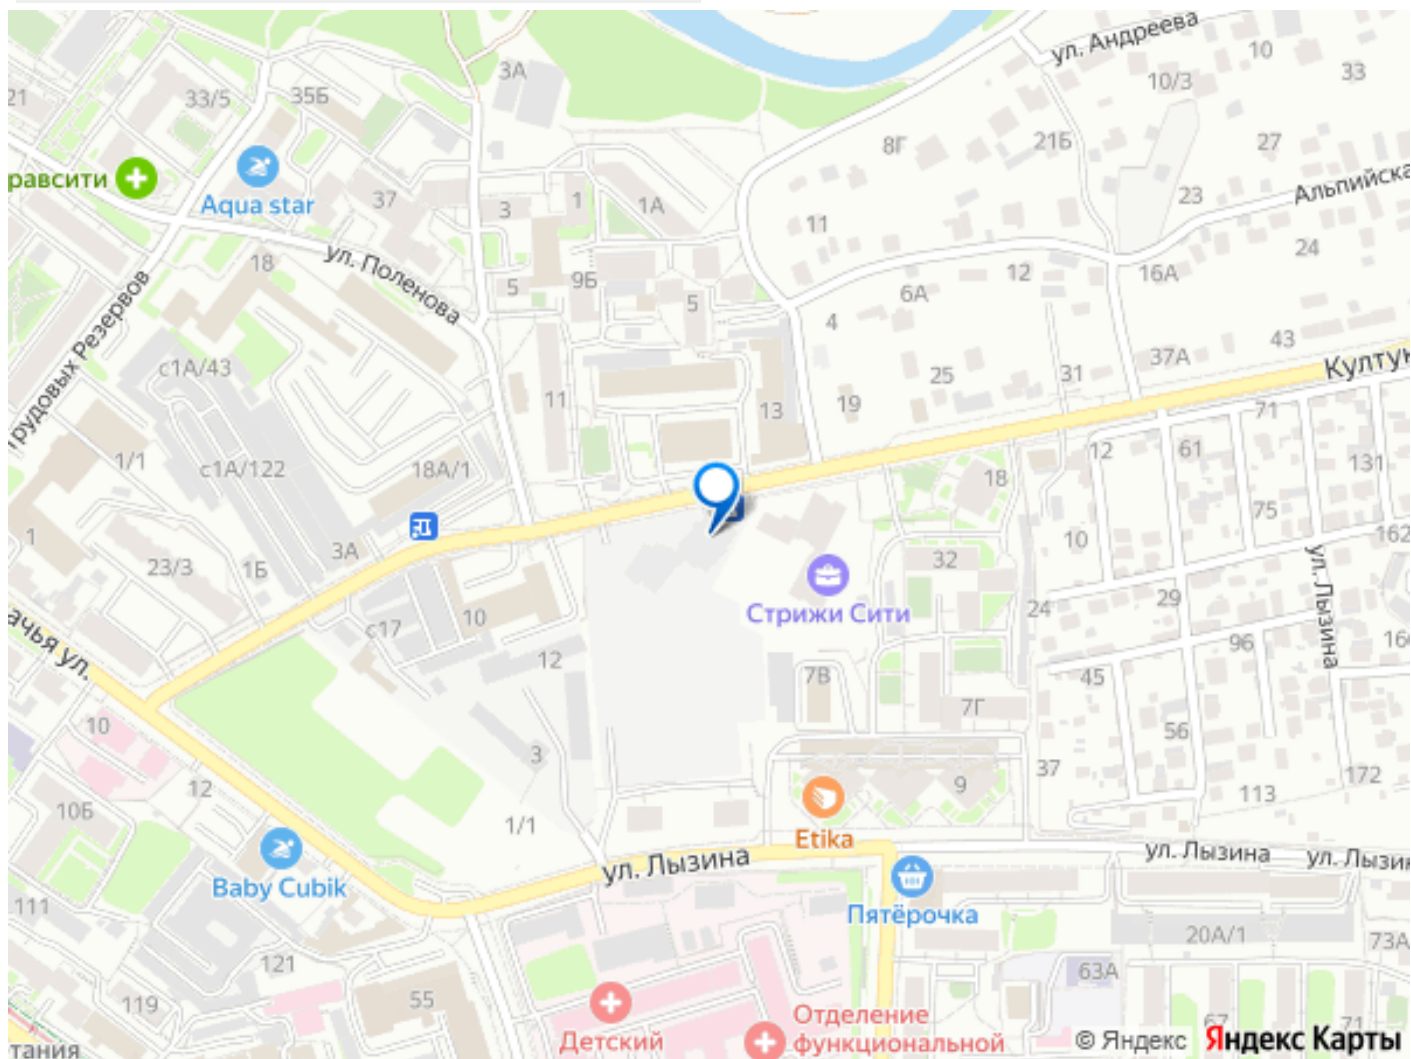 ул. Андреева
10
33
10/3
3А
21
33/5
35Б
8Г
21Б
27
равсити
Aqua star
37
3
1
1А
11
23
Альпийска
24
ул. Поленова
18
5
9Б
5
6А
12
16А
4
43
Трудовых Резервов
с1А/43
37А
Култук
25
31
11
13
19
71
1/1
с1А/122
18А/1
12
61
131
18
75
1
3А
10
162
23/3
1Б
32
ул. Лызина
Стрижи Сити
24
29
ачья ул.
с17
10
96
16
12
7В
45
10
7Г
56
3
37
172
12
9
113
10Б
1/1
Etika
ул. Лызина
ул. Лызина
ул. Лызин
Baby Cubik
Пятёрочка
111
20А/1
73А
121
63А
119
55
67
71
Детский
Отделение
функциональной
тания
© Яндекс Яндекс Карты